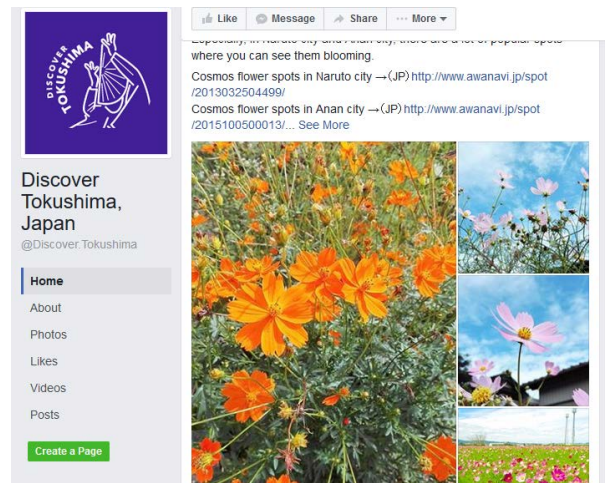 Like
Message
Share
More
where you can see them blooming.
Cosmos flower spots in Naruto city →(JP)http://www.awanavi.jp/spot
/2013032504499/
Cosmos flower spots in Anan city →(JP)http://www.awanavi.jp/spot
/2015100500013/... See More
DISCOVER
TOKUSHIMA
Discover
Tokushima,
Japan
@Discover.Tokushima
Home
About
Photos
Likes
Videos
Posts
Create a Page